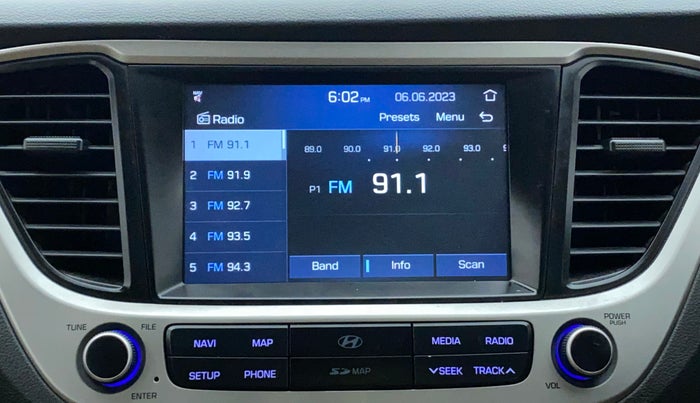 NAV
6:02 PM 06.06.2023
Radio Presets Menu
1 FM 91.1
2 FM 91.9
3 FM 92.7
4 FM 93.5
5 FM 94.3
89.0 90.0 91.0 92.0 93.0
P1 FM 91.1
Band Info Scan
TUNE FILE
ENTER
NAVI MAP
SETUP PHONE
SD MAP
MEDIA RADIO
SEEK TRACK
POWER
PUSH
VOL